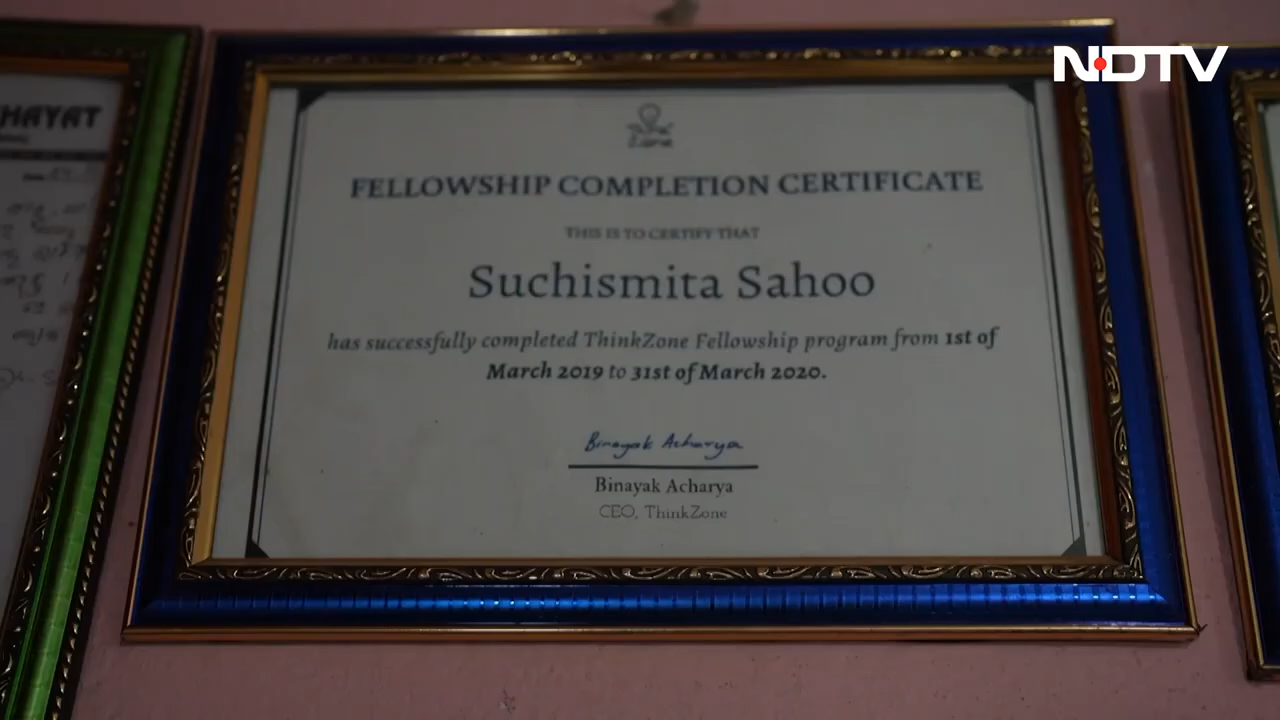 NDTV
HAYAT
FELLOWSHIP COMPLETION CERTIFICATE
THIS IS TO CERTIFY THAT
Suchismita Sahoo
has successfully completed ThinkZone Fellowship program from 1st of
March 2019 to 31st of March 2020.
Binayak Acharya
Binayak Acharya
CEO, ThinkZone